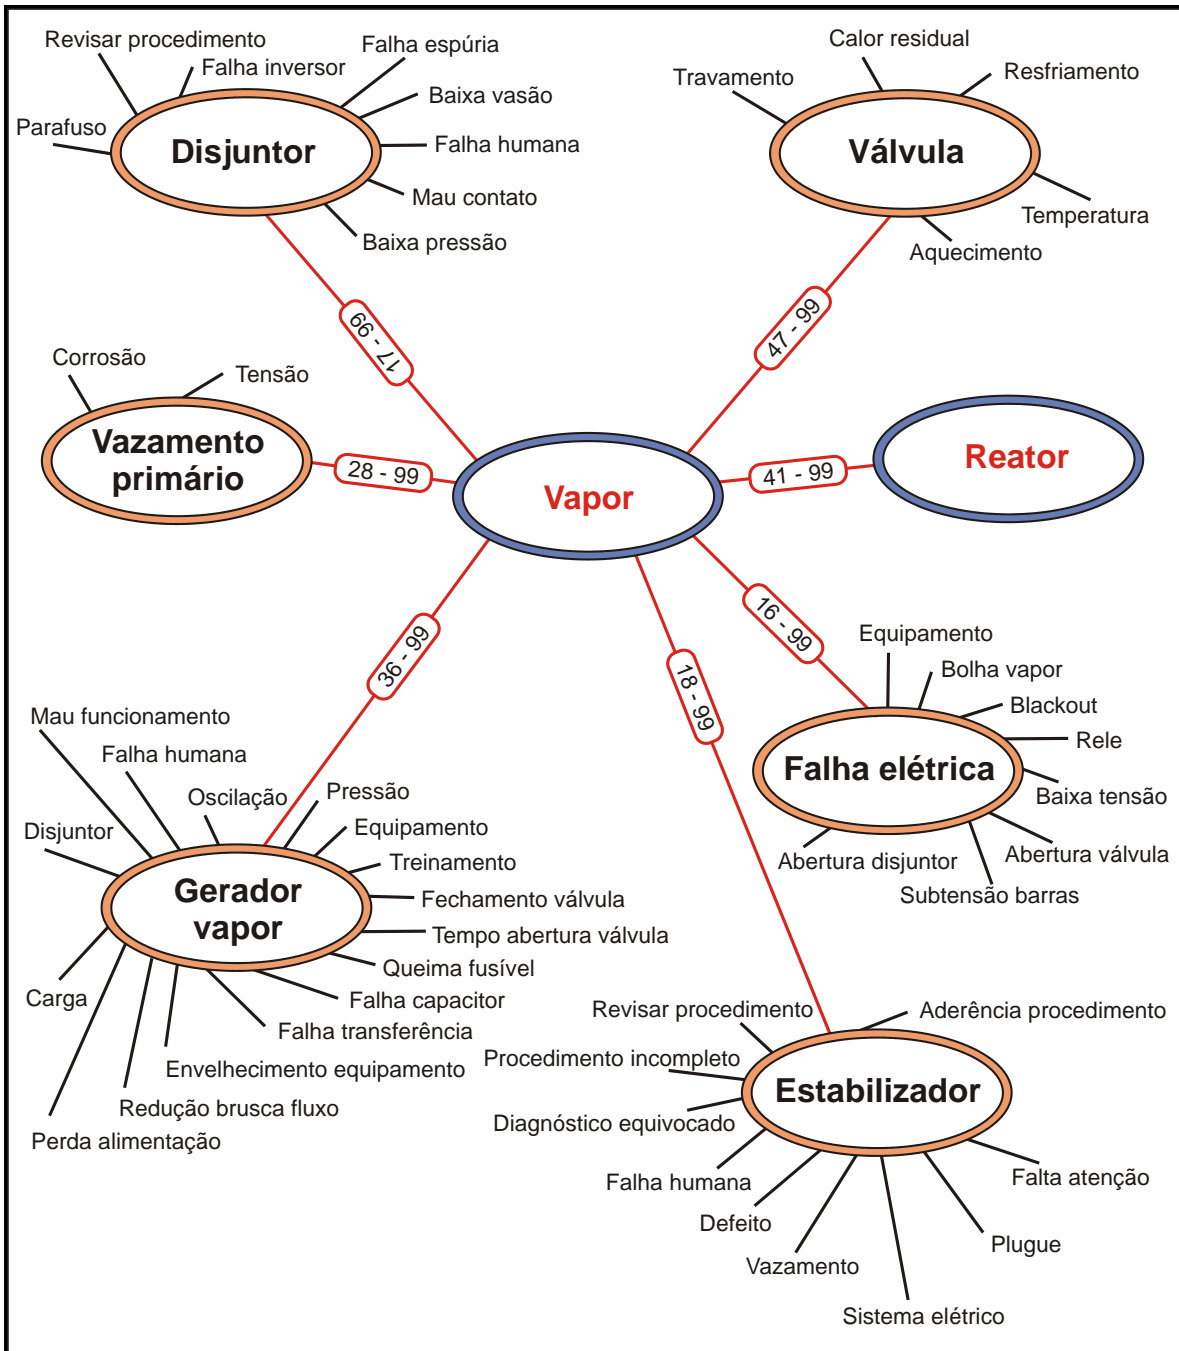 Revisar procedimento
Falha inversor
Falha espúria
Baixa vasão
Parafuso
Disjuntor
Falha humana
Mau contato
Baixa pressão
Calor residual
Travamento
Resfriamento
Válvula
Temperatura
Aquecimento
17 - 99
47 - 99
Corrosão
Tensão
Vazamento
primário
28 - 99
Vapor
41 - 99
Reator
36 - 99
18 - 99
16 - 99
Equipamento
Bolha vapor
Blackout
Rele
Falha elétrica
Baixa tensão
Abertura válvula
Abertura disjuntor
Subtensão barras
Mau funcionamento
Falha humana
Oscilação
Pressão
Disjuntor
Equipamento
Treinamento
Gerador
vapor
Fechamento válvula
Tempo abertura válvula
Queima fusível
Carga
Falha capacitor
Falha transferência
Envelhecimento equipamento
Redução brusca fluxo
Perda alimentação
Revisar procedimento
Aderência procedimento
Procedimento incompleto
Estabilizador
Diagnóstico equivocado
Falha humana
Falta atenção
Defeito
Plugue
Vazamento
Sistema elétrico